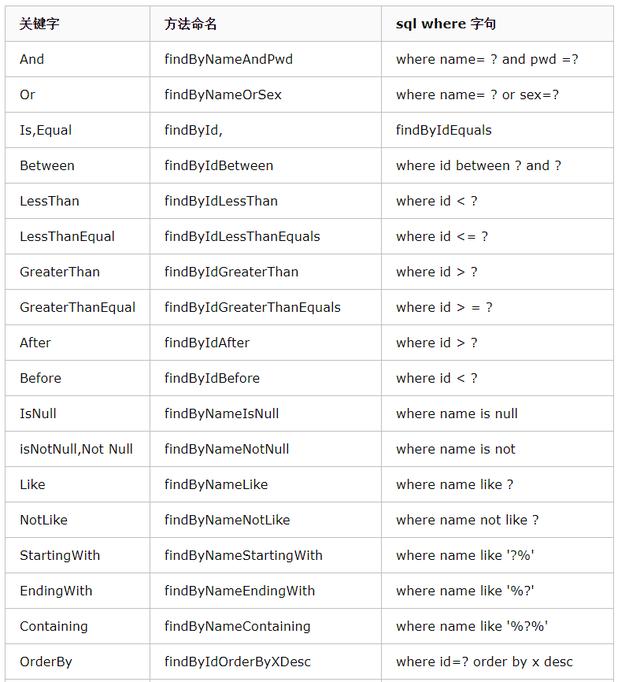 关键字 方法命名 sql where 字句
And findByNameAndPwd where name= ? and pwd =?
Or findByNameOrSex where name= ? or sex=?
Is,Equal findById, findByIdEquals
Between findByIdBetween where id between ? and ?
LessThan findByIdLessThan where id < ?
LessThanEqual findByIdLessThanEquals where id <= ?
GreaterThan findByIdGreaterThan where id > ?
GreaterThanEqual findByIdGreaterThanEquals where id > = ?
After findByIdAfter where id > ?
Before findByIdBefore where id < ?
IsNull findByNameIsNull where name is null
isNotNull,Not Null findByNameNotNull where name is not
Like findByNameLike where name like ?
NotLike findByNameNotLike where name not like ?
StartingWith findByNameStartingWith where name like '?%'
EndingWith findByNameEndingWith where name like '%?'
Containing findByNameContaining where name like '%?%'
OrderBy findByIdOrderByXDesc where id=? order by x desc